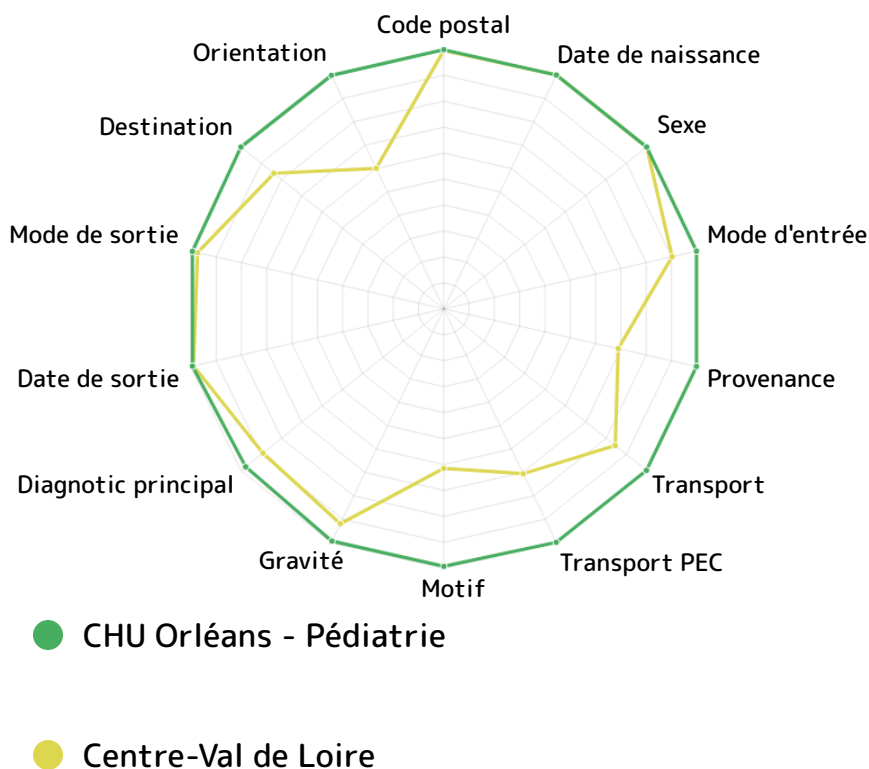 Code postal
Orientation
Date de naissance
Destination
Sexe
Mode de sortie
Mode d'entrée
Date de sortie
Provenance
Diagnotic principal
Transport
Gravité
Transport PEC
Motif
CHU Orléans - Pédiatrie
Centre-Val de Loire